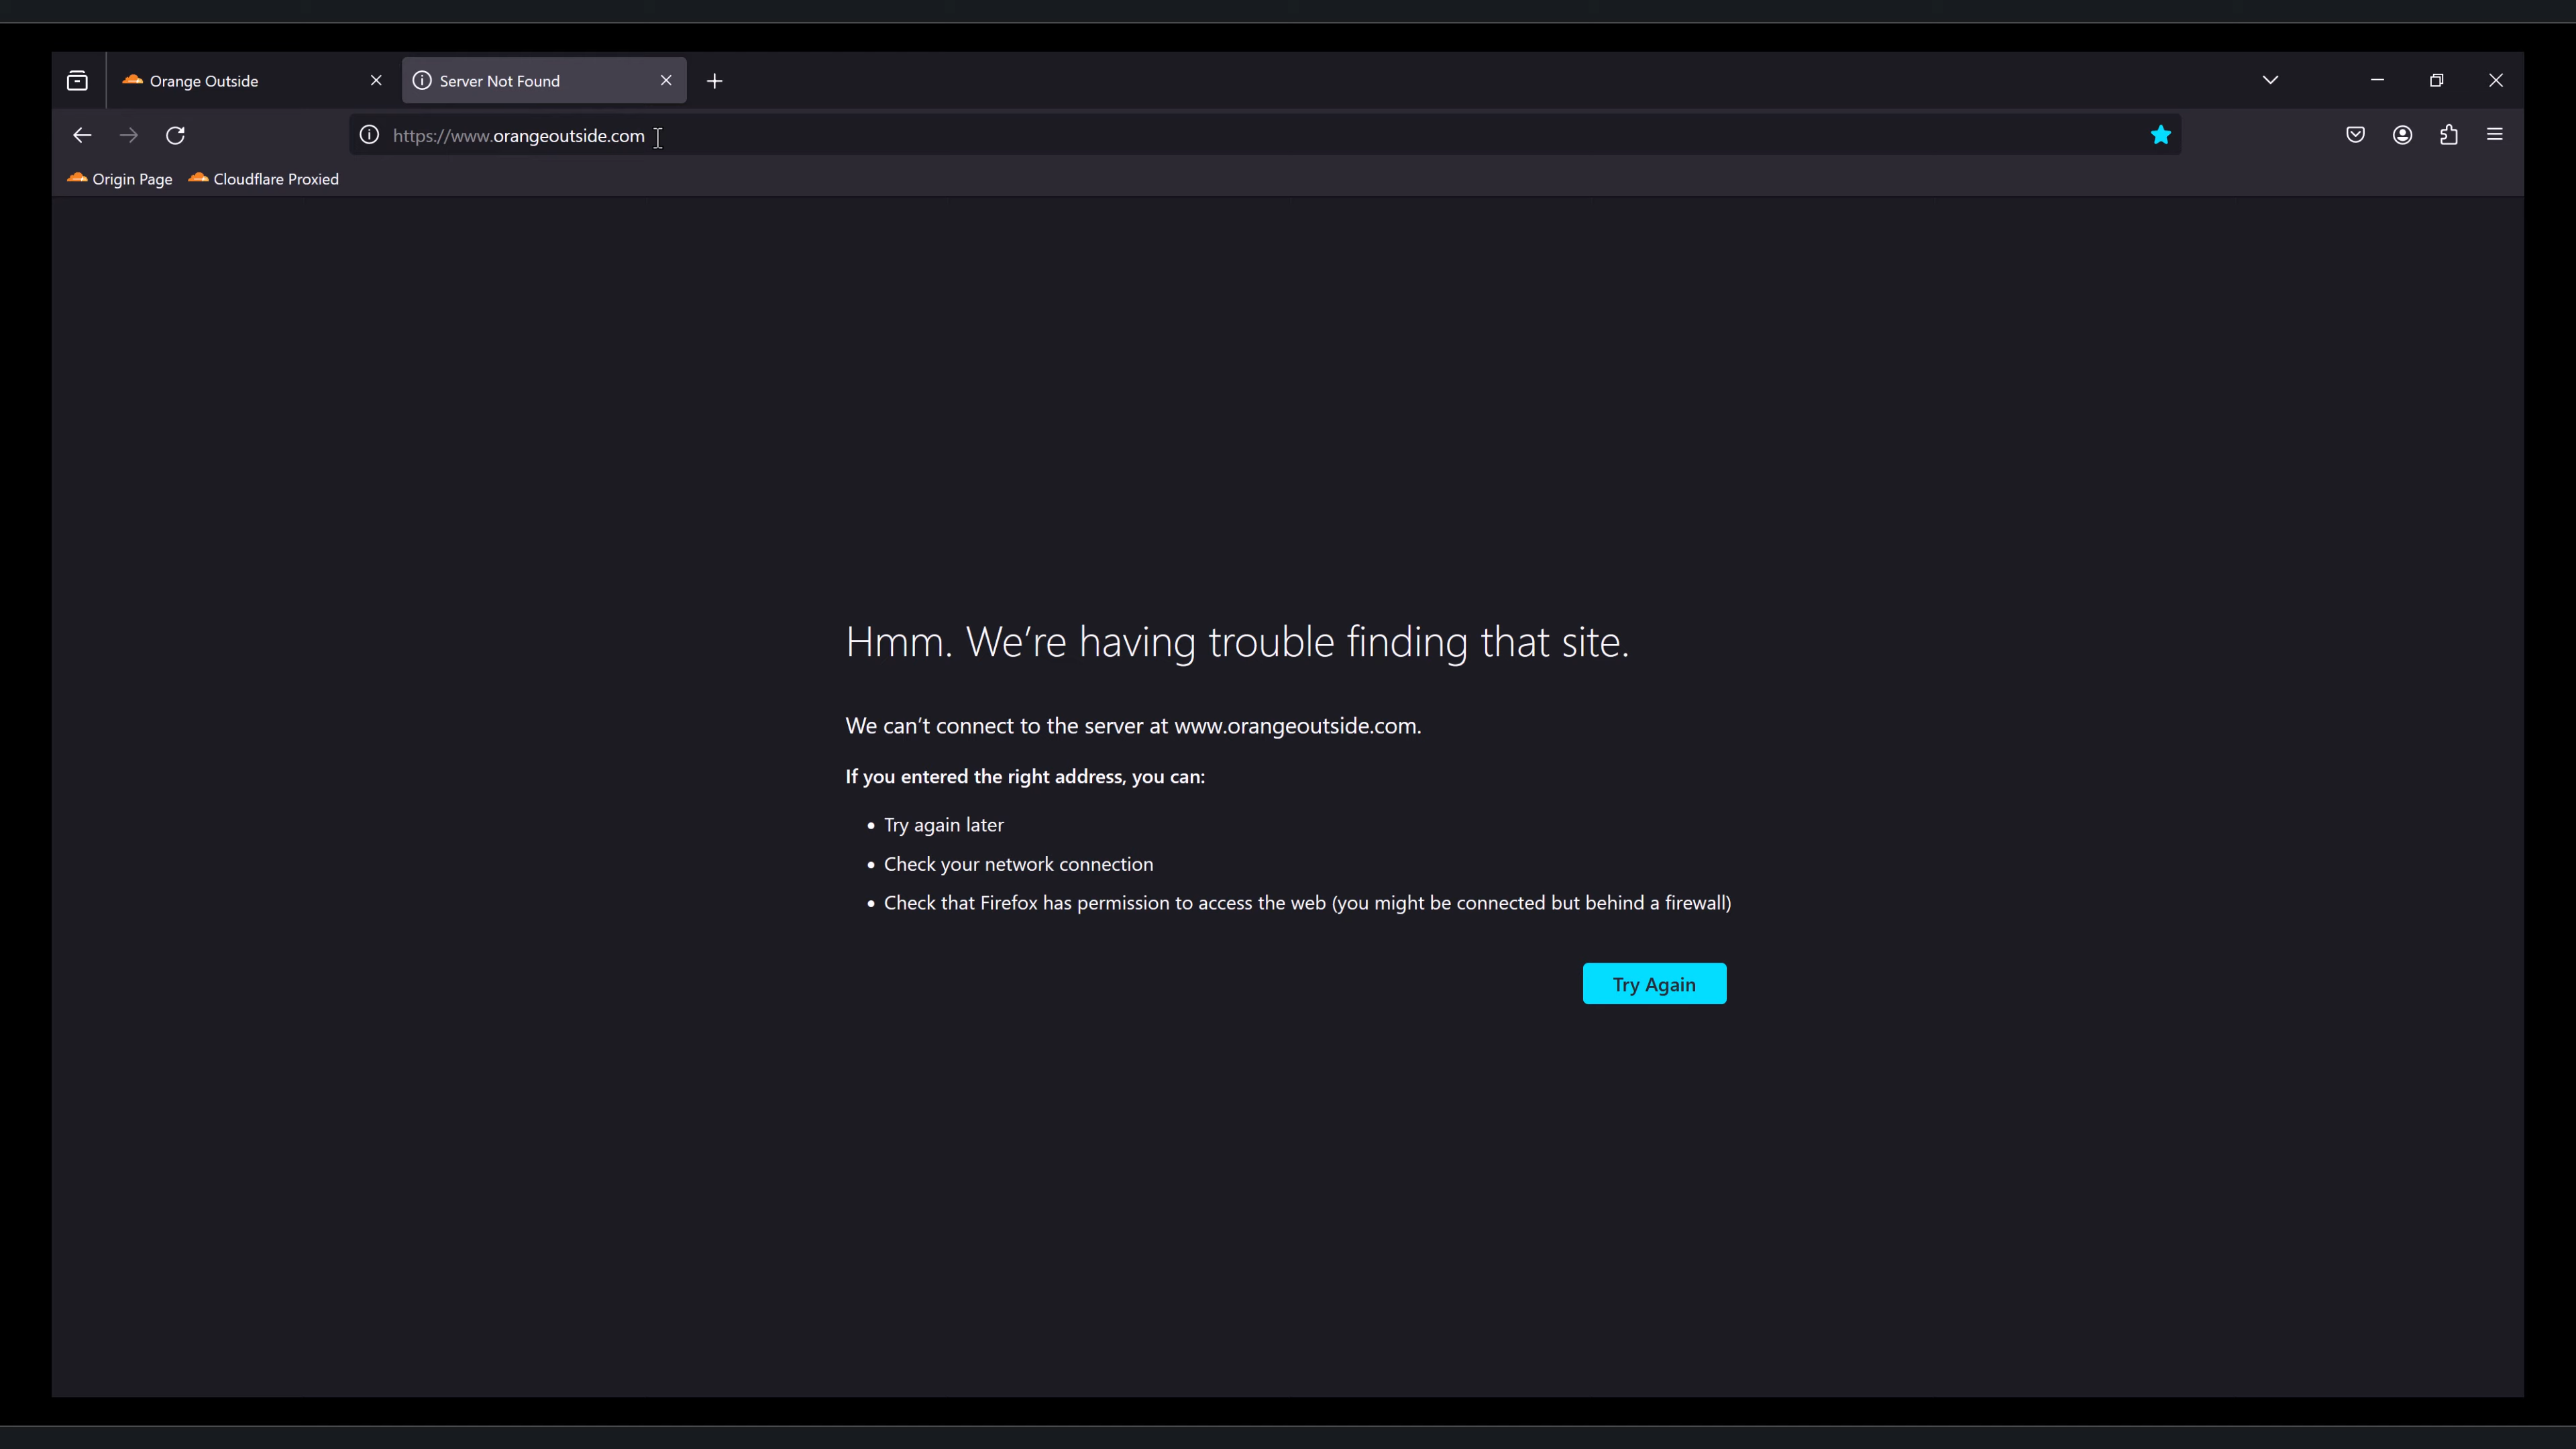 Orange Outside
Server Not Found
https://www.orangeoutside.com
Origin Page
Cloudflare Proxied
Hmm. We’re having trouble finding that site.
We can’t connect to the server at www.orangeoutside.com.
If you entered the right address, you can:
• Try again later
• Check your network connection
• Check that Firefox has permission to access the web (you might be connected but behind a firewall)
Try Again